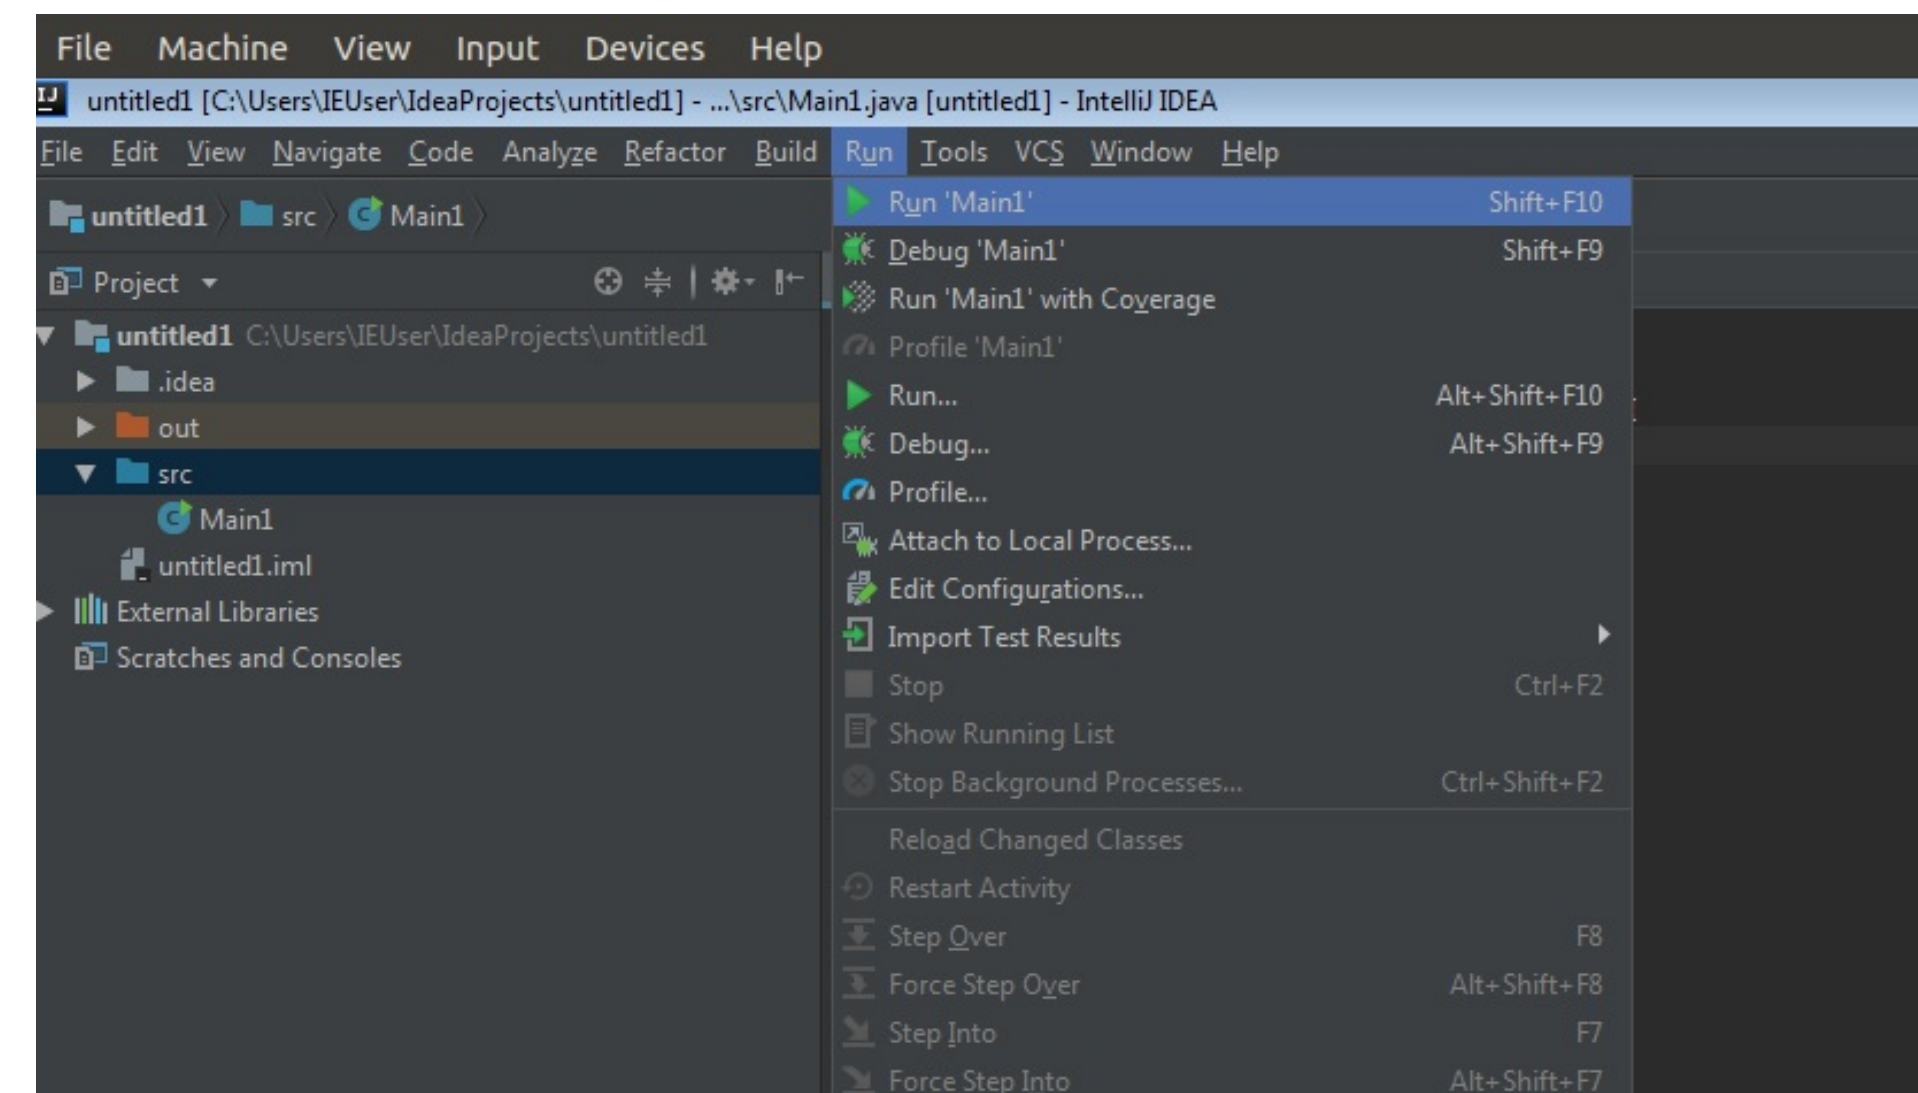 File Machine View Input Devices Help
IJ untitled1 [C:\Users\IEUser\IdeaProjects\untitled1] - ...\src\Main1.java [untitled1] - IntelliJ IDEA
File Edit View Navigate Code Analyze Refactor Build Run Tools VCS Window Help
untitled1 src Main1
Project
untitled1 C:\Users\IEUser\IdeaProjects\untitled1
.idea
out
src
Main1
untitled1.iml
External Libraries
Scratches and Consoles
Run 'Main1' Shift+F10
Debug 'Main1' Shift+F9
Run 'Main1' with Coverage
Profile 'Main1'
Run... Alt+Shift+F10
Debug... Alt+Shift+F9
Profile...
Attach to Local Process...
Edit Configurations...
Import Test Results
Stop Ctrl+F2
Show Running List
Stop Background Processes... Ctrl+Shift+F2
Reload Changed Classes
Restart Activity
Step Over F8
Force Step Over Alt+Shift+F8
Step Into F7
Force Step Into Alt+Shift+F7